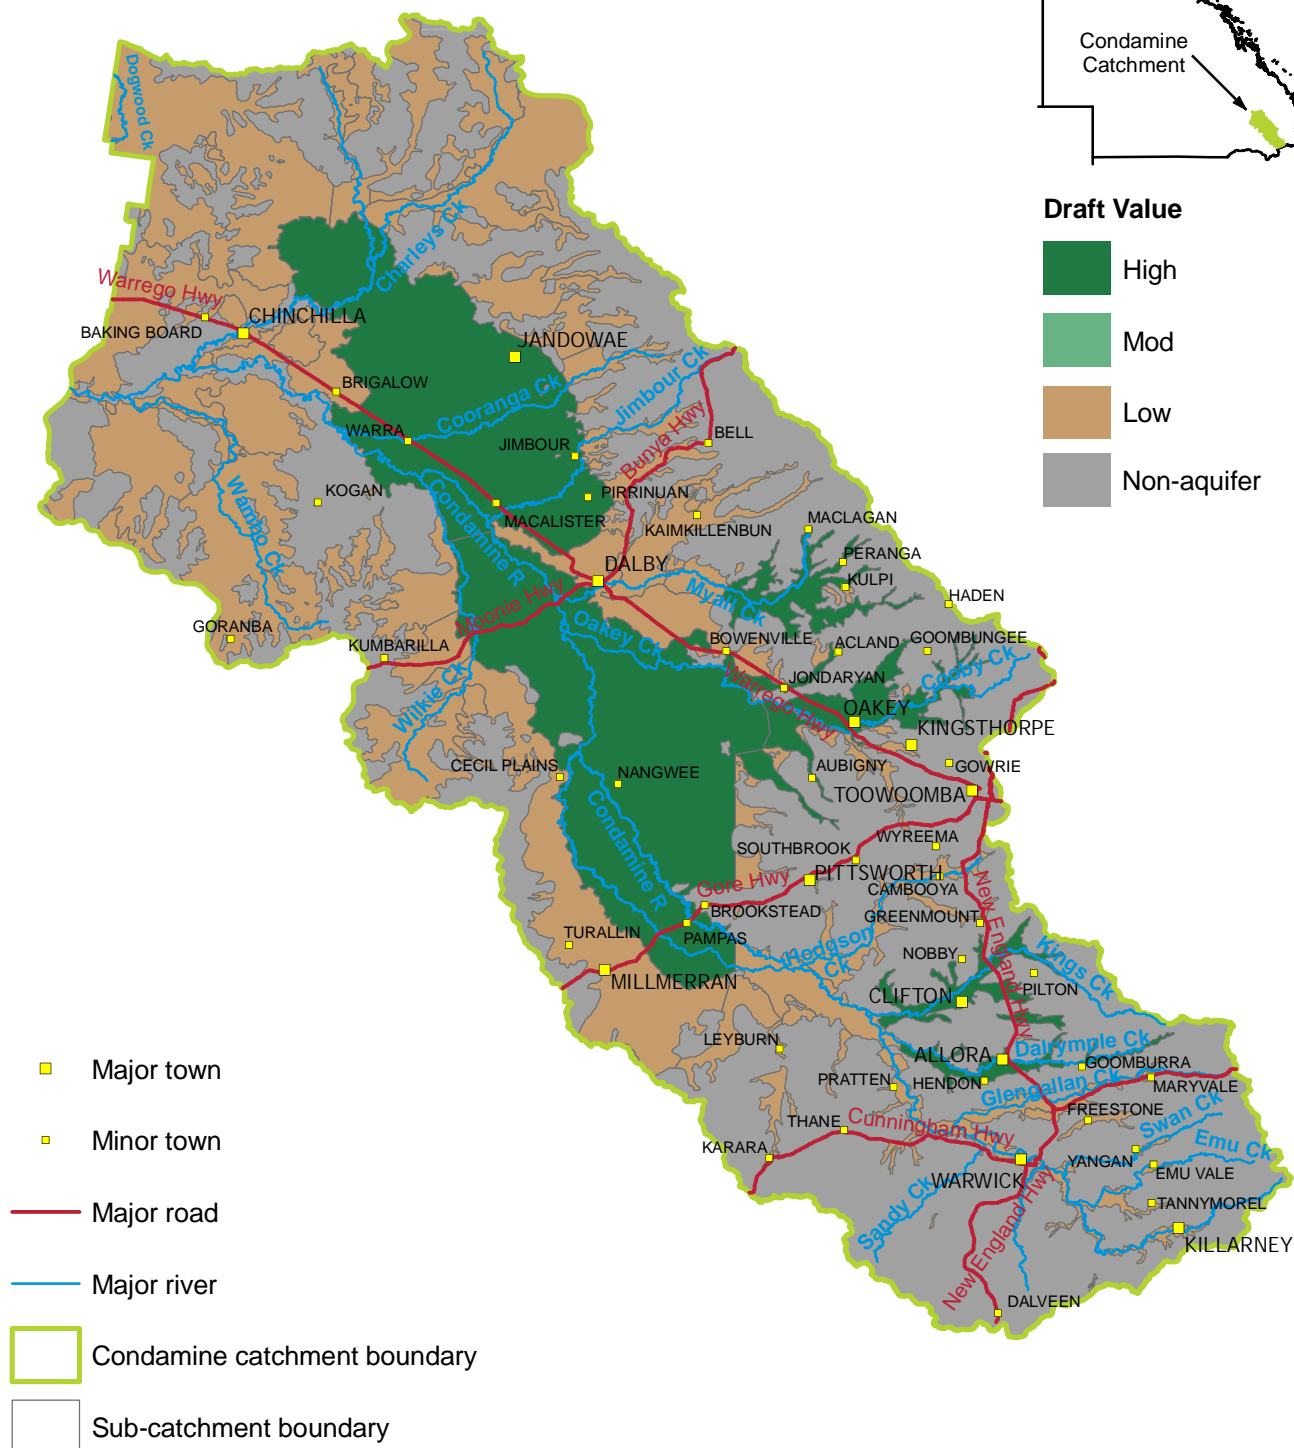 Condamine
Catchment
Draft Value
High
Mod
Low
Non-aquifer
Dogwood Ck
Charleys Ck
Warrego Hwy
CHINCHILLA
BAKING BOARD
JANDOWAE
BRIGALOW
Cooranga Ck
Jimbour Ck
WARRA
Bunya Hwy
BELL
JIMBOUR
KOGAN
Wambo Ck
Condamine R
PIRRINUAN
MACALISTER
KAIMKILLENBUN
MACLAGAN
PERANGA
DALBY
KULPI
Myall Ck
HADEN
Moonie Hwy
GORANBA
Oakey Ck
KUMBARILLA
BOWENVILLE
ACLAND
GOOMBUNGEE
Cooby Ck
Wilkie Ck
JONDARYAN
Warrego Hwy
OAKEY
KINGSTHORPE
CECIL PLAINS
NANGWEE
AUBIGNY
GOWRIE
TOOWOOMBA
Condamine R
WYREEMA
SOUTHBROOK
Gore Hwy
PITTSWORTH
CAMBOOYA
BROOKSTEAD
GREENMOUNT
New England Hwy
TURALLIN
PAMPAS
Hodgson
Ck
NOBBY
Kings Ck
MILLMERRAN
PILTON
CLIFTON
LEYBURN
ALLORA
Dalrymple Ck
GOOMBURRA
PRATTEN
HENDON
Glengallan Ck
MARYVALE
FREESTONE
THANE
Cunningham Hwy
Swan Ck
KARARA
Emu Ck
YANGAN
EMU VALE
WARWICK
Sandy Ck
TANNYMOREL
New England Hwy
KILLARNEY
DALVEEN
Major town
Minor town
Major road
Major river
Condamine catchment boundary
Sub-catchment boundary